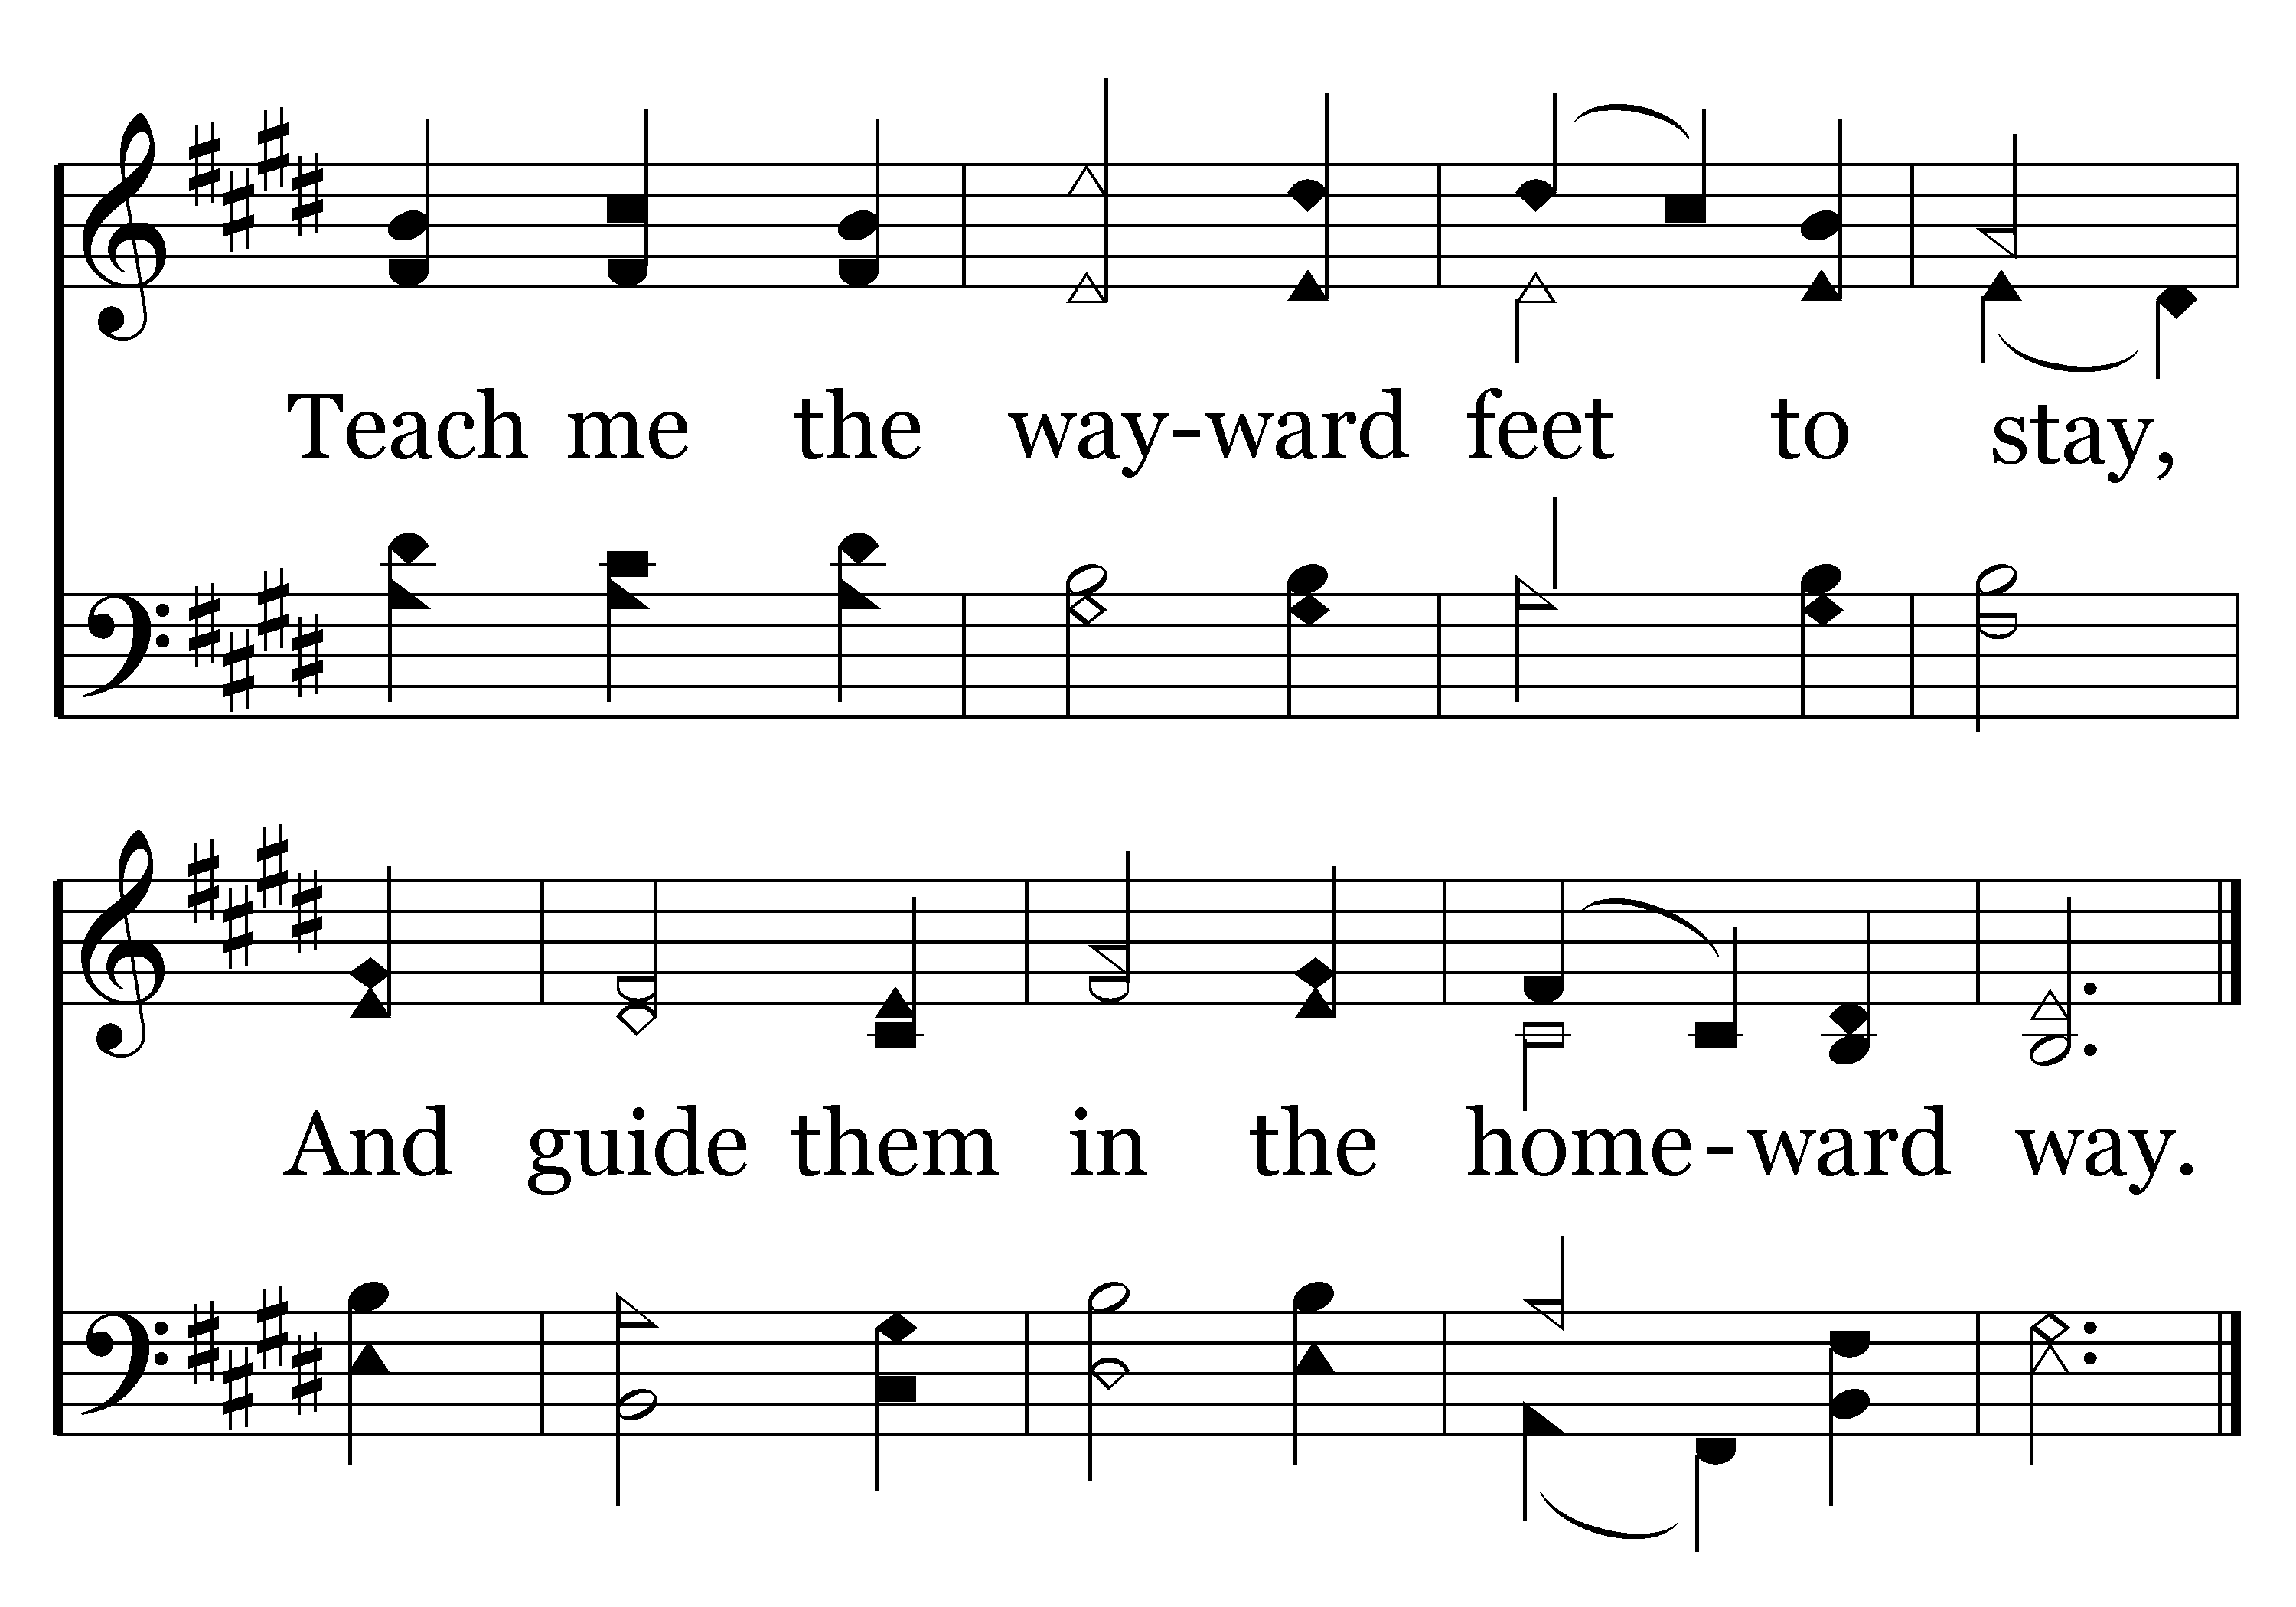 Teach me the way-ward feet to stay,
And guide them in the home-ward way.